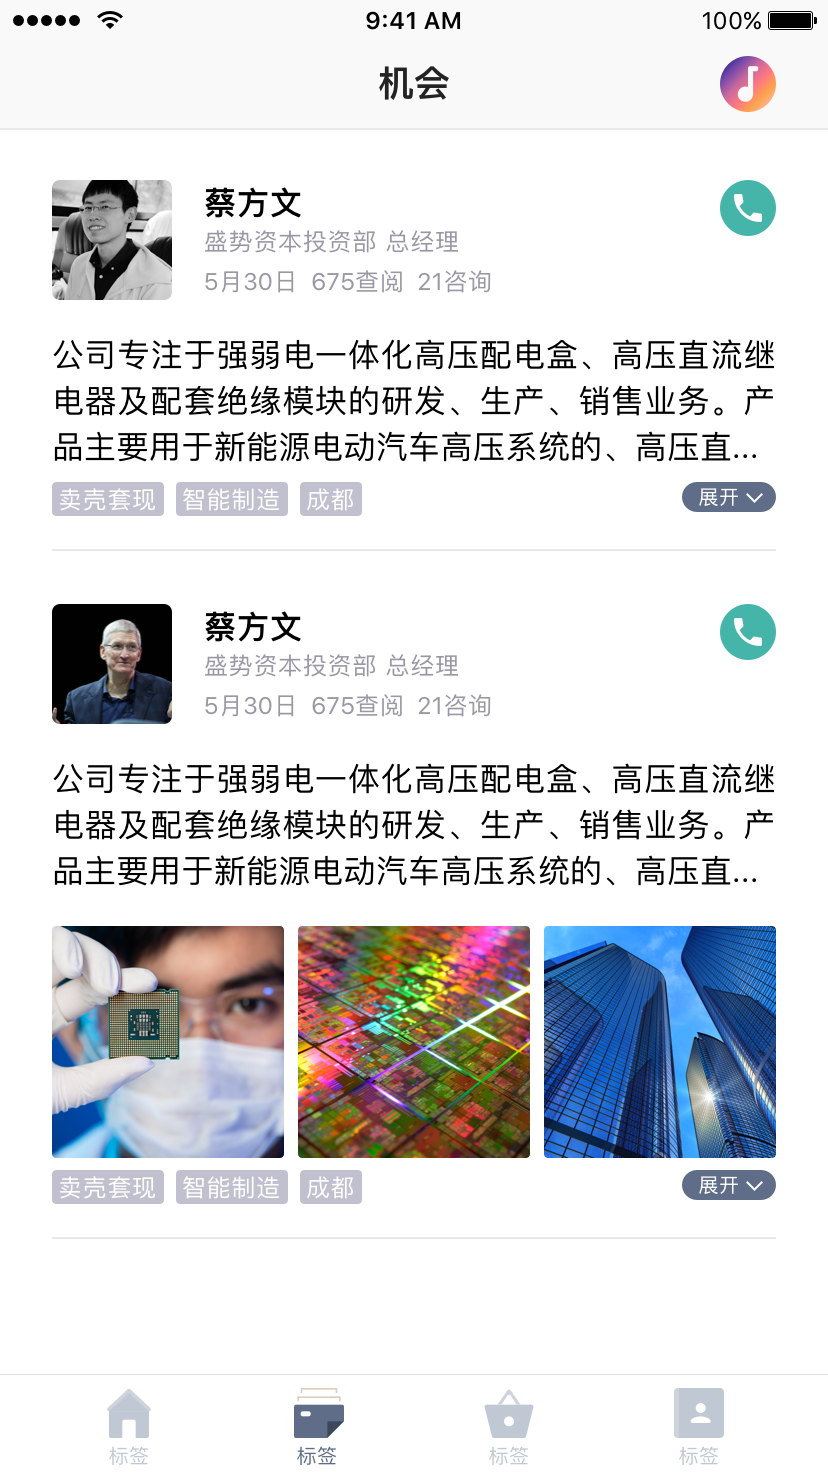 9:41 AM 100%
机会
蔡方文
盛势资本投资部 总经理
5月30日 675查阅 21咨询
公司专注于强弱电一体化高压配电盒、高压直流继
电器及配套绝缘模块的研发、生产、销售业务。产
品主要用于新能源电动汽车高压系统的、高压直...
卖壳套现 智能制造 成都 展开
蔡方文
盛势资本投资部 总经理
5月30日 675查阅 21咨询
公司专注于强弱电一体化高压配电盒、高压直流继
电器及配套绝缘模块的研发、生产、销售业务。产
品主要用于新能源电动汽车高压系统的、高压直...
卖壳套现 智能制造 成都 展开
标签 标签 标签 标签